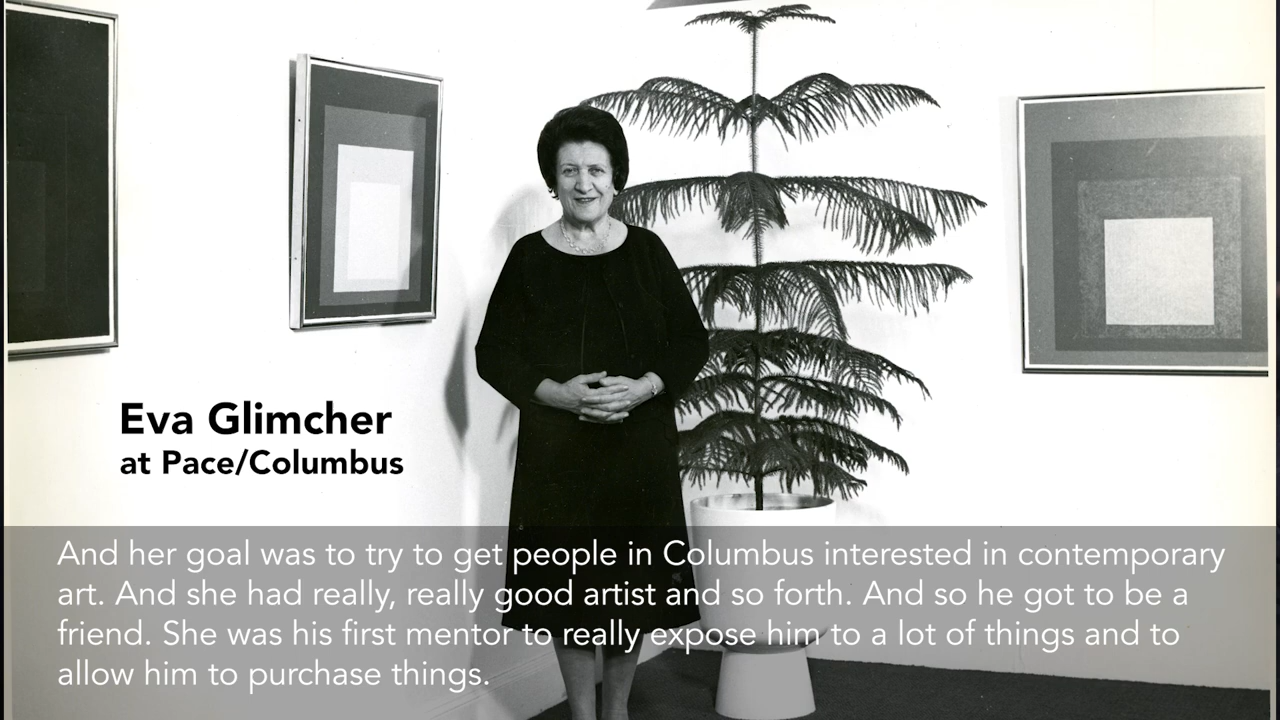 Eva Glimcher
at Pace/Columbus
And her goal was to try to get people in Columbus interested in contemporary
art. And she had really, really good artist and so forth. And so he got to be a
friend. She was his first mentor to really expose him to a lot of things and to
allow him to purchase things.